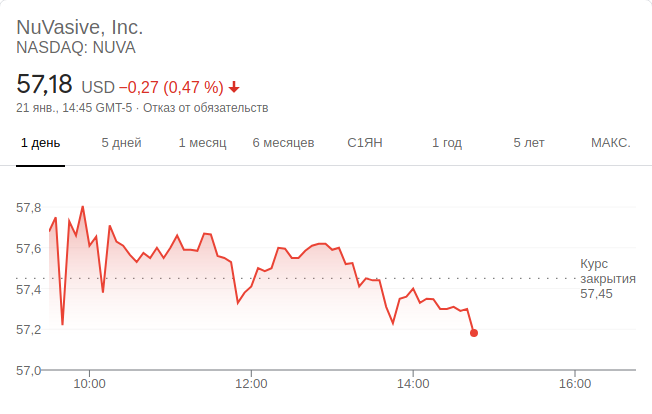 NuVasive, Inc.
NASDAQ: NUVA
57,18 USD −0,27 (0,47 %)
21 янв., 14:45 GMT-5 · Отказ от обязательств
1 день 5 дней 1 месяц 6 месяцев С1ЯН 1 год 5 лет МАКС.
57,8
57,6
Курс
закрытия
57,45
57,4
57,2
57,0
10:00 12:00 14:00 16:00